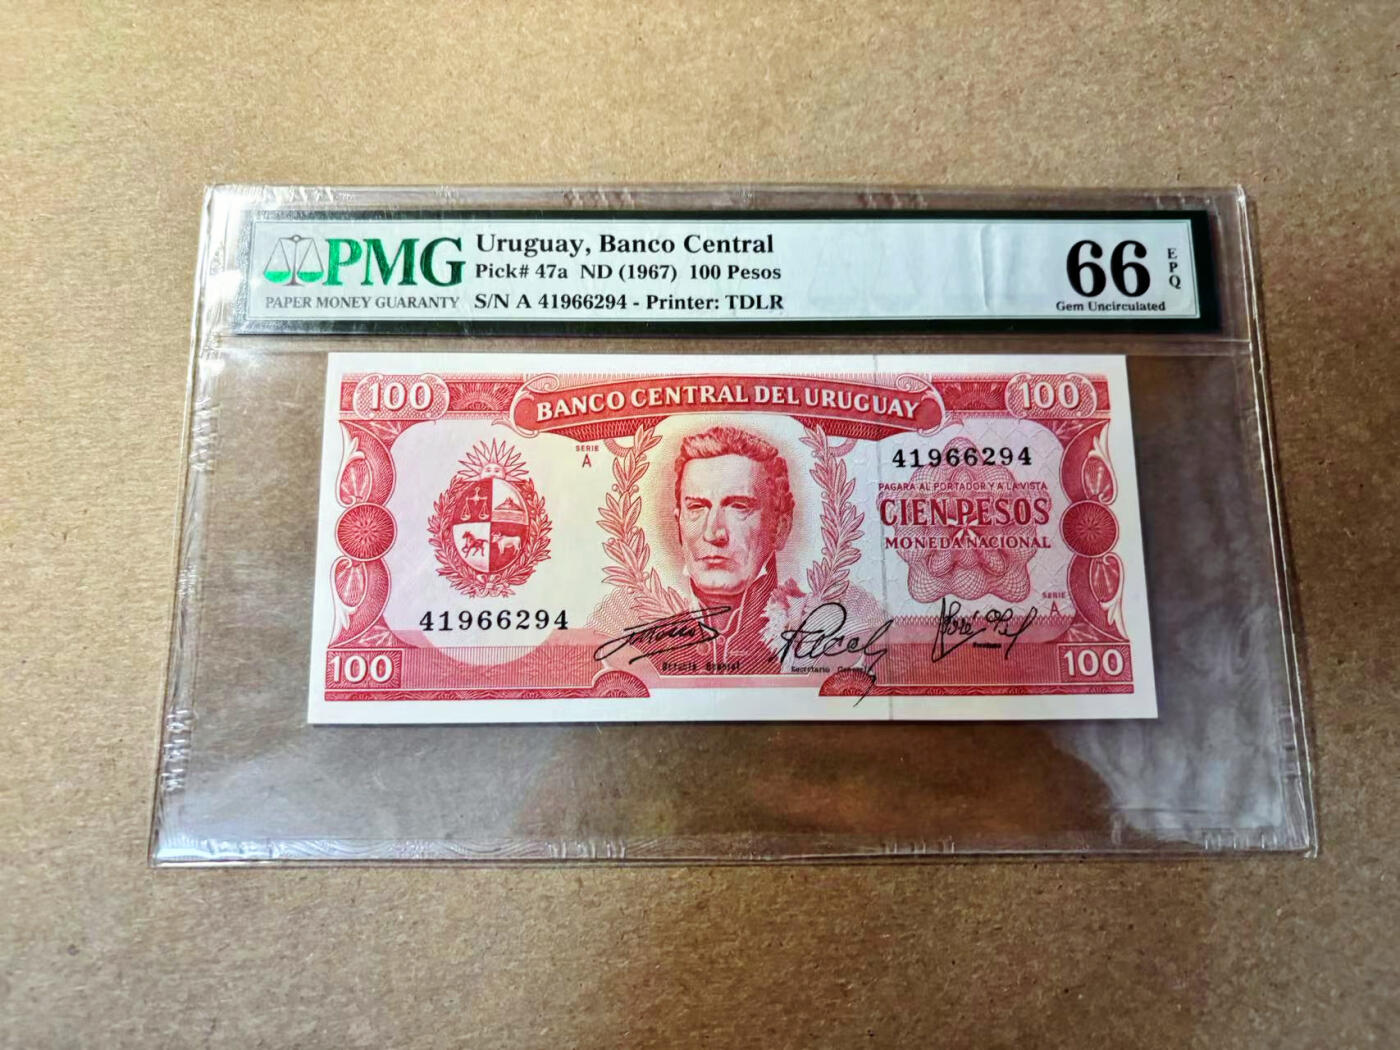 PMG
PAPER MONEY GUARANTY
Uruguay, Banco Central
Pick# 47a ND (1967) 100 Pesos
S/N A 41966294 - Printer: TDLR
66
EPQ
Gem Uncirculated
100
BANCO CENTRAL DEL URUGUAY
100
SERIE
A
41966294
PAGARA AL PORTADOR Y A LA VISTA
CIEN PESOS
MONEDA NACIONAL
SERIE
A
41966294
Secretario General
100
100